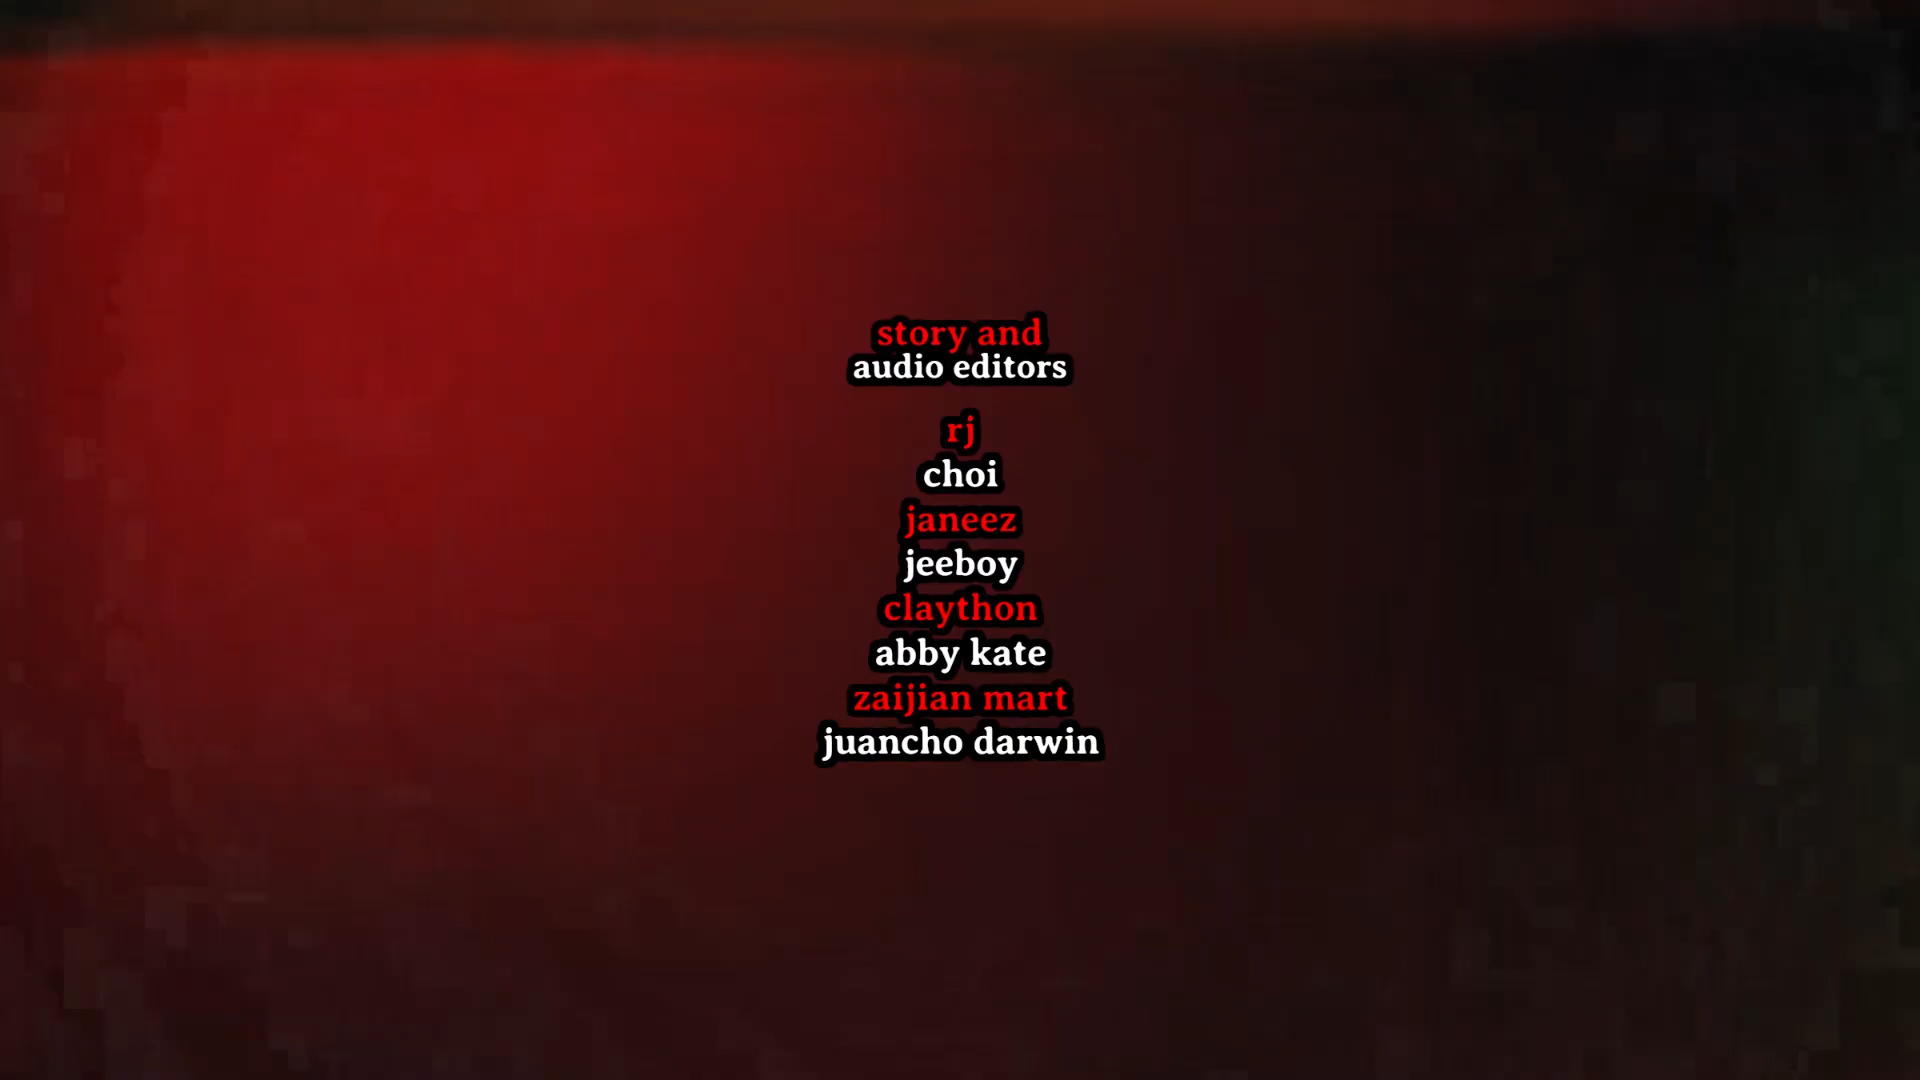 story and
audio editors
rj
choi
janeez
jeeboy
claython
abby kate
zaijian mart
juancho darwin